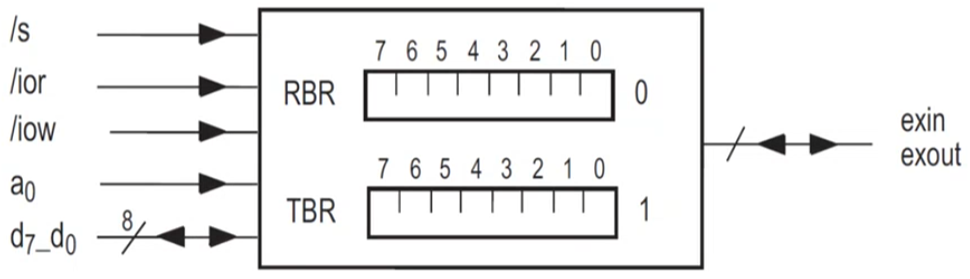 /s
/ior
/iow
a0
d7_d0
8
7 6 5 4 3 2 1 0
RBR
0
7 6 5 4 3 2 1 0
TBR
1
exin
exout